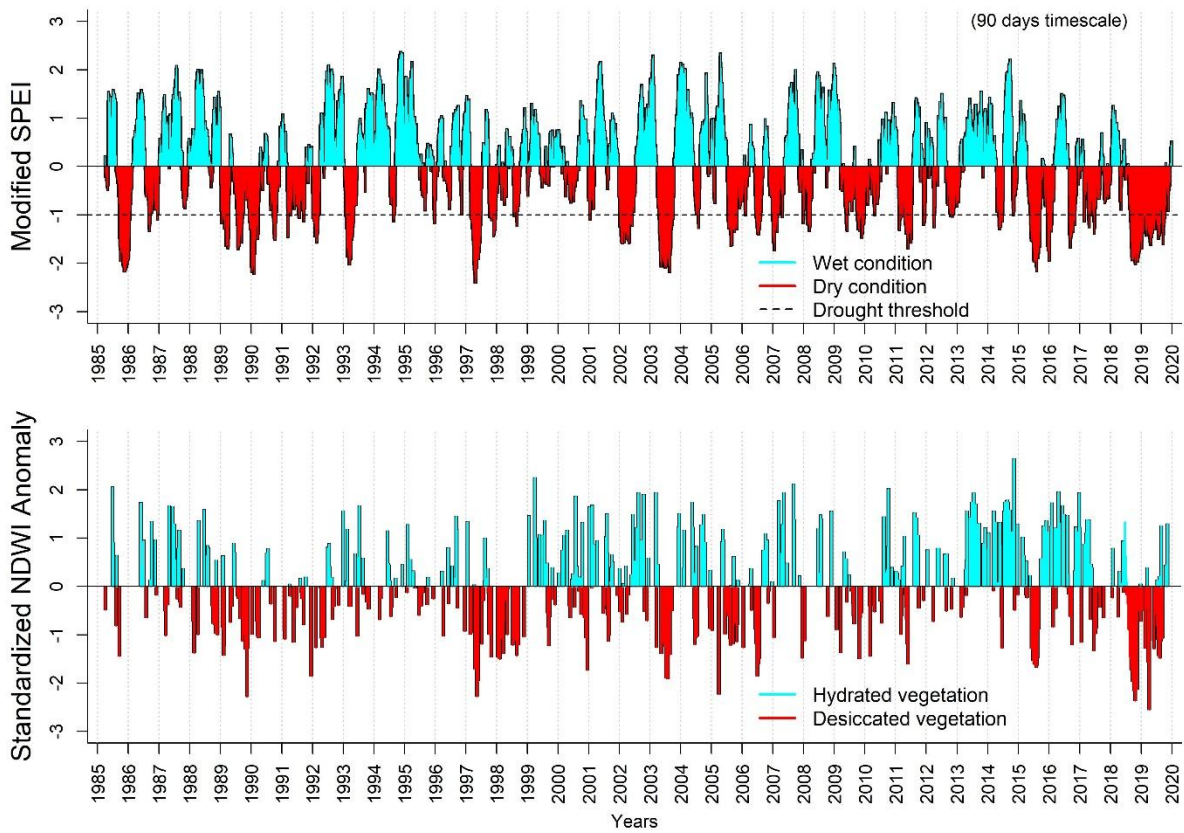 (90 days timescale)
Modified SPEI
3
2
1
0
-1
-2
-3
Wet condition
Dry condition
Drought threshold
1985 1986 1987 1988 1989 1990 1991 1992 1993 1994 1995 1996 1997 1998 1999 2000 2001 2002 2003 2004 2005 2006 2007 2008 2009 2010 2011 2012 2013 2014 2015 2016 2017 2018 2019 2020
Standardized NDWI Anomaly
3
2
1
0
-1
-2
-3
Hydrated vegetation
Desiccated vegetation
1985 1986 1987 1988 1989 1990 1991 1992 1993 1994 1995 1996 1997 1998 1999 2000 2001 2002 2003 2004 2005 2006 2007 2008 2009 2010 2011 2012 2013 2014 2015 2016 2017 2018 2019 2020
Years